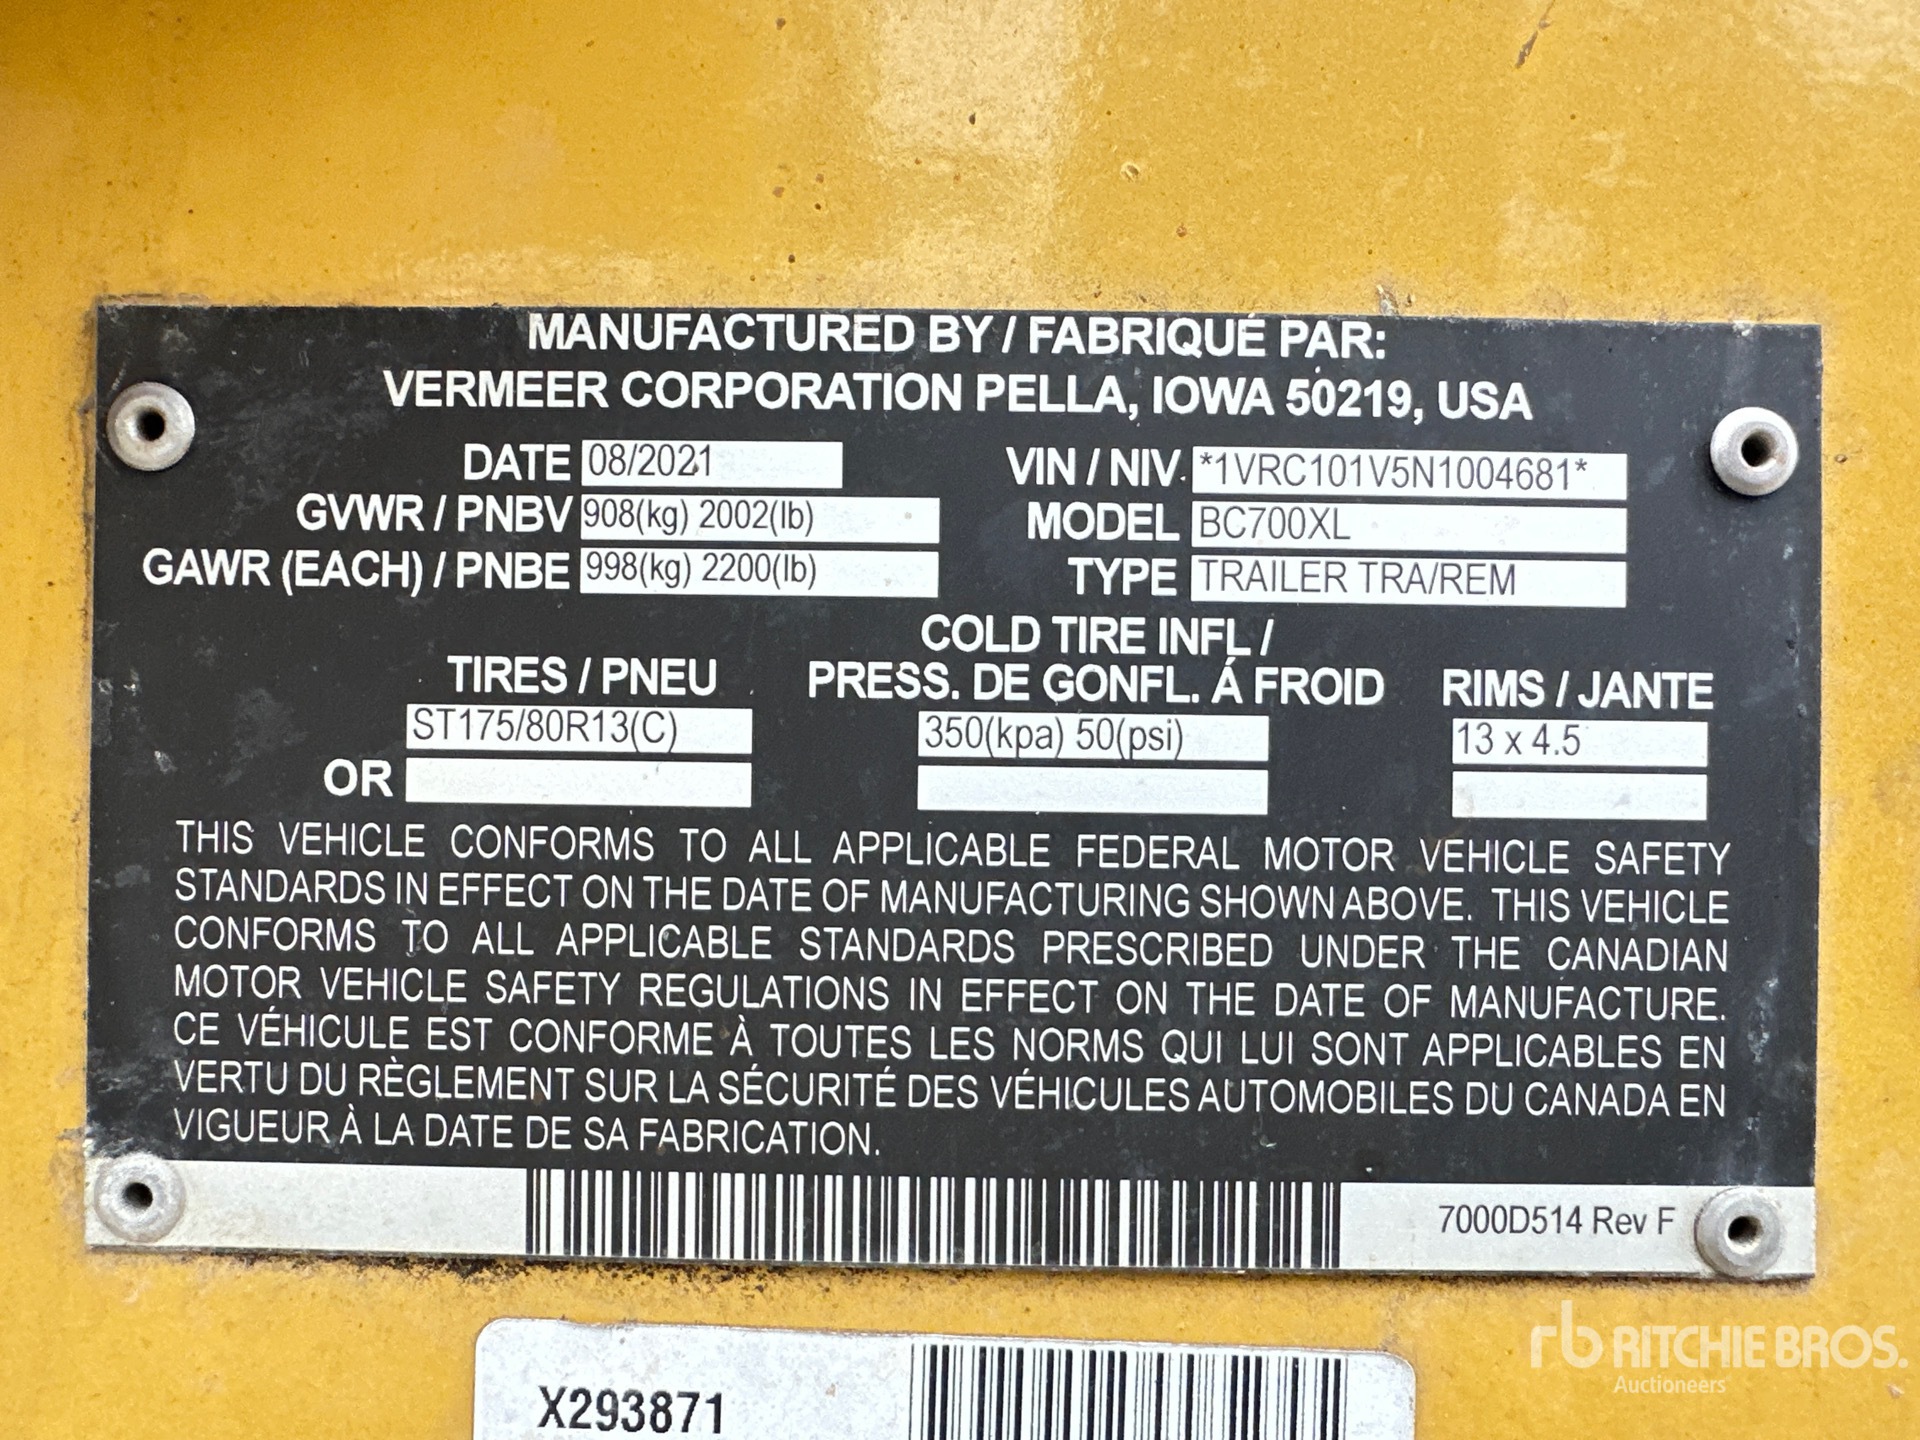 MANUFACTURED BY / FABRIQUÉ PAR:
VERMEER CORPORATION PELLA, IOWA 50219, USA
DATE 08/2021 VIN / NIV. *1VRC101V5N1004681*
GVWR / PNBV 908(kg) 2002(lb) MODEL BC700XL
GAWR (EACH) / PNBE 998(kg) 2200(lb) TYPE TRAILER TRA/REM
COLD TIRE INFL /
TIRES / PNEU PRESS. DE GONFL. Á FROID RIMS / JANTE
ST175/80R13(C) 350(kpa) 50(psi) 13 x 4.5
OR
THIS VEHICLE CONFORMS TO ALL APPLICABLE FEDERAL MOTOR VEHICLE SAFETY
STANDARDS IN EFFECT ON THE DATE OF MANUFACTURING SHOWN ABOVE. THIS VEHICLE
CONFORMS TO ALL APPLICABLE STANDARDS PRESCRIBED UNDER THE CANADIAN
MOTOR VEHICLE SAFETY REGULATIONS IN EFFECT ON THE DATE OF MANUFACTURE.
CE VÉHICULE EST CONFORME À TOUTES LES NORMS QUI LUI SONT APPLICABLES EN
VERTU DU RÈGLEMENT SUR LA SÉCURITÉ DES VÉHICULES AUTOMOBILES DU CANADA EN
VIGUEUR À LA DATE DE SA FABRICATION.
7000D514 Rev F
X293871
rb RITCHIE BROS.
Auctioneers